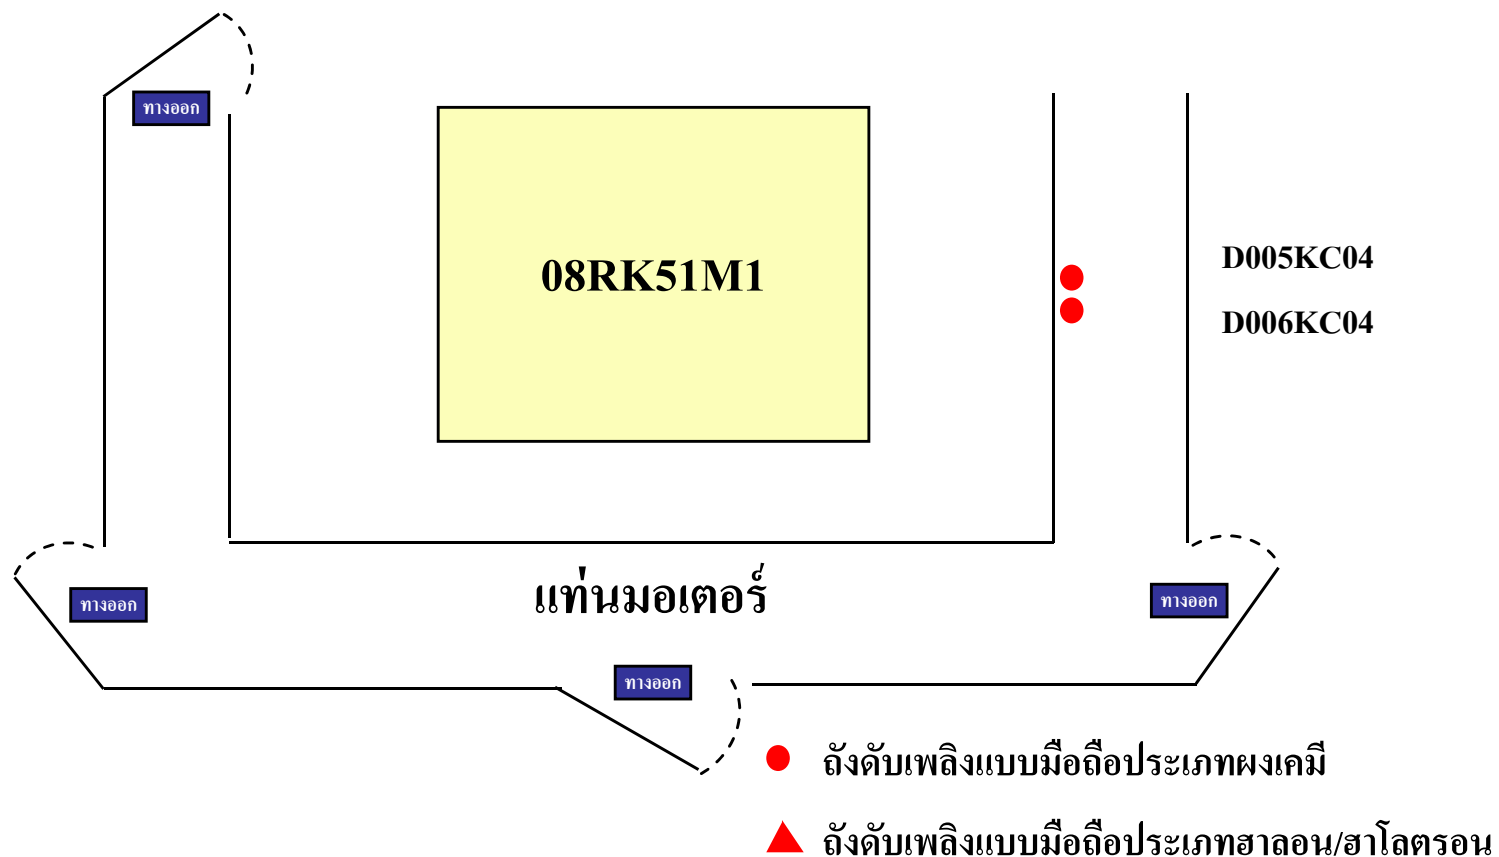 ทางออก
08RK51M1
D005KC04
D006KC04
แท่นมอเตอร์
ทางออก
ทางออก
ทางออก
ถังดับเพลิงแบบมือถือประเภทผงเคมี
ถังดับเพลิงแบบมือถือประเภทฮาลอน/ฮาโลตรอน